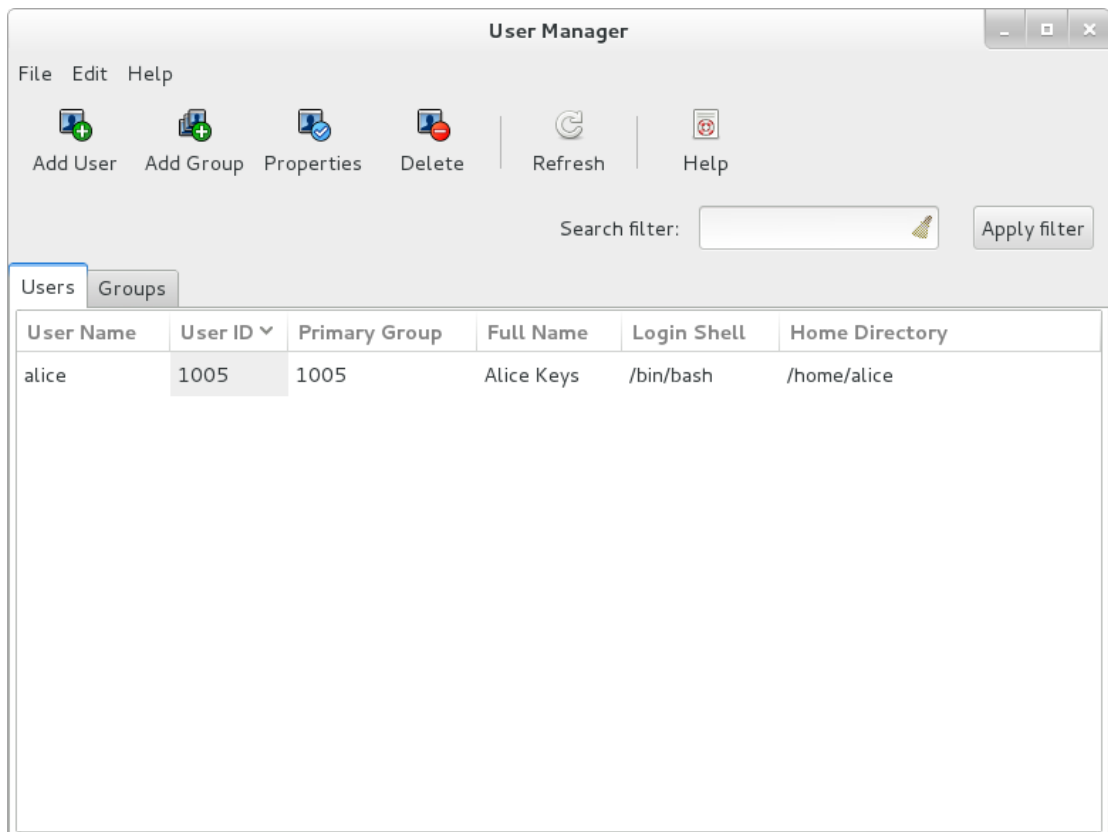 User Manager
File Edit Help
Add User Add Group Properties Delete Refresh Help
Search filter: Apply filter
Users Groups
User Name User ID Primary Group Full Name Login Shell Home Directory
alice 1005 1005 Alice Keys /bin/bash /home/alice